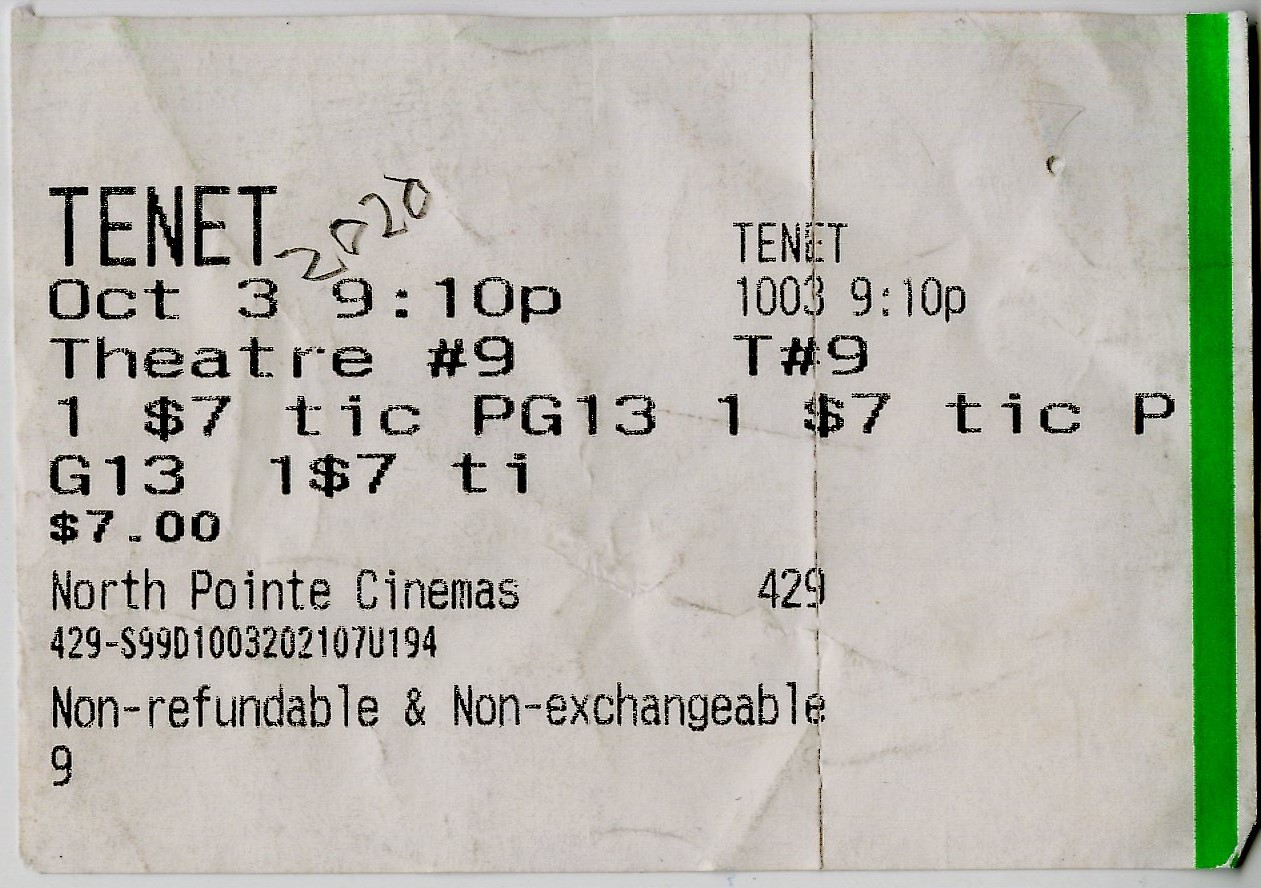 TENET 2020
TENET
Oct 3 9:10p
1003 9:10p
Theatre #9
T#9
1 $7 tic PG13 1 $7 tic P
G13 1$7 ti
$7.00
North Pointe Cinemas
429
429-S99D1003202107U194
Non-refundable & Non-exchangeable
9